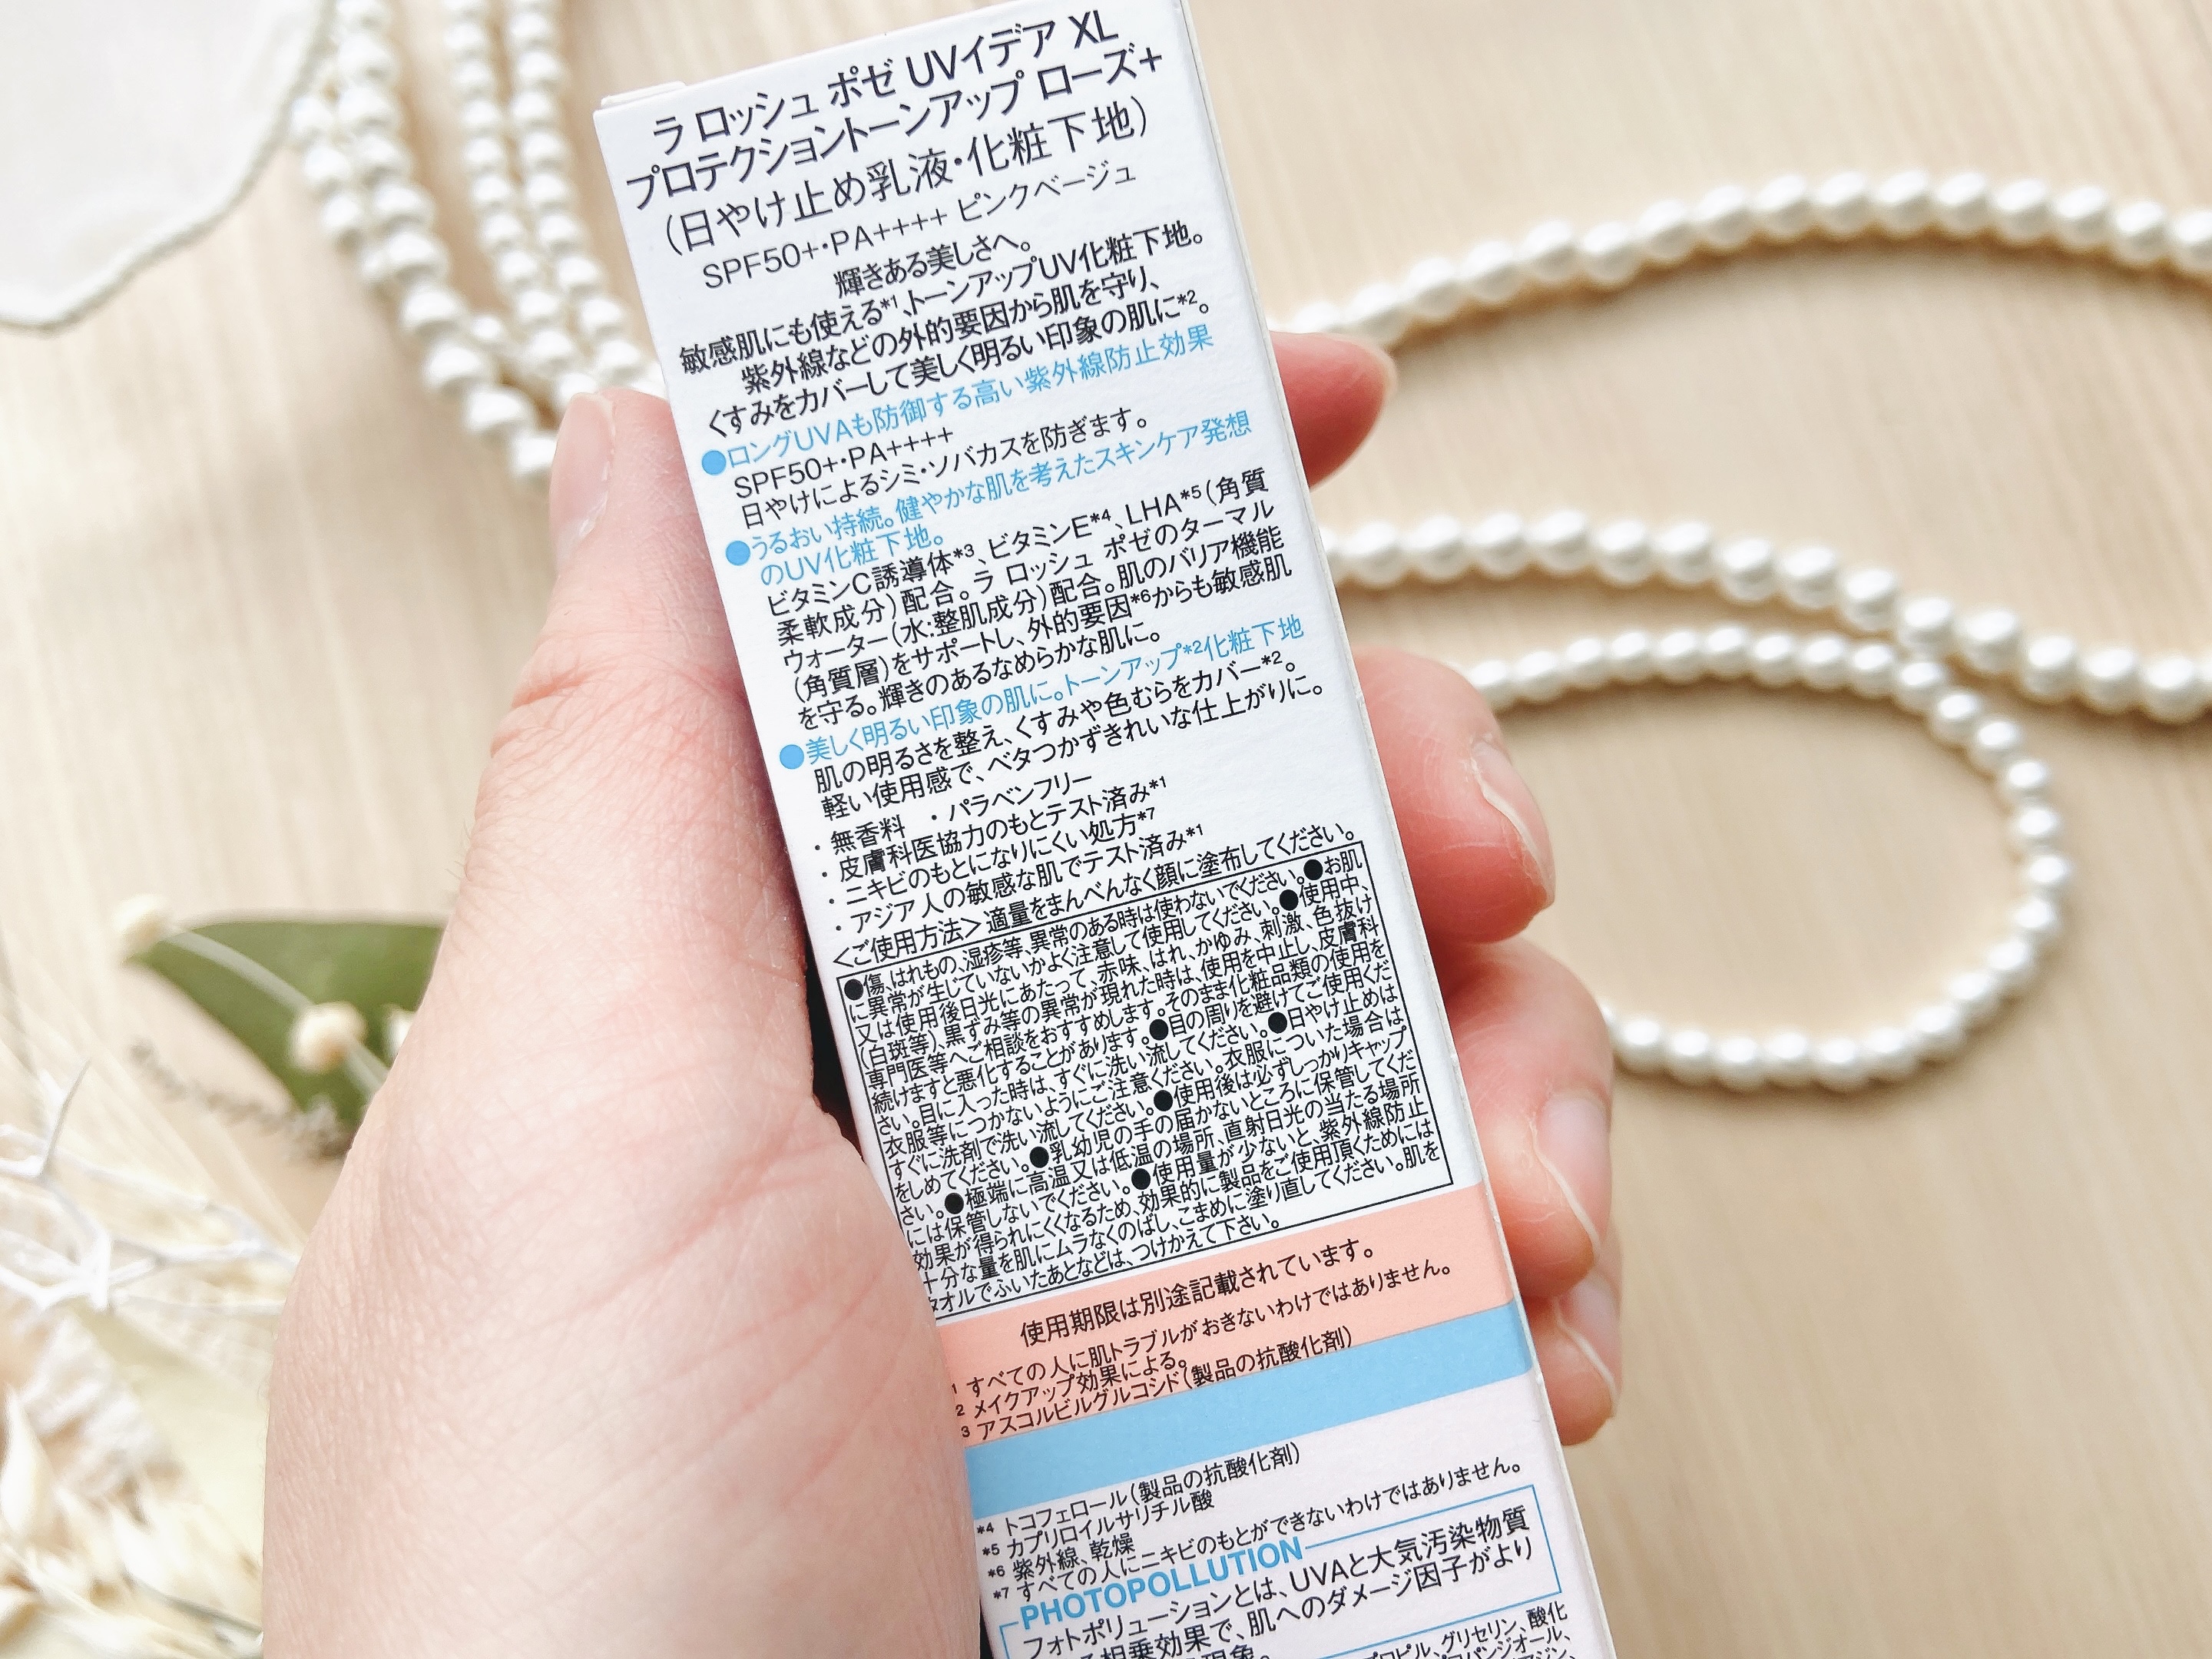 ラ ロッシュ ポゼ UVイデア XL
プロテクショントーンアップ ローズ+
(日やけ止め乳液・化粧下地)
SPF50+・PA++++ ピンクベージュ
輝きある美しさへ。
敏感肌にも使える*1、トーンアップUV化粧下地。
紫外線などの外的要因から肌を守り、
くすみをカバーして美しく明るい印象の肌に*2。
●ロングUVAも防御する高い紫外線防止効果
SPF50+・PA++++
日やけによるシミ・ソバカスを防ぎます。
●うるおい持続。健やかな肌を考えたスキンケア発想
のUV化粧下地。
ビタミンC誘導体*3、ビタミンE*4、LHA*5(角質
柔軟成分)配合。ラ ロッシュ ポゼのターマル
ウォーター(水:整肌成分)配合。肌のバリア機能
(角質層)をサポートし、外的要因*6からも敏感肌
を守る。輝きのあるなめらかな肌に。
●美しく明るい印象の肌に。トーンアップ*2化粧下地
肌の明るさを整え、くすみや色むらをカバー*2。
軽い使用感で、ベタつかずきれいな仕上がりに。
・無香料 ・パラベンフリー
・皮膚科医協力のもとテスト済み*1
・ニキビのもとになりにくい処方*7
・アジア人の敏感な肌でテスト済み*1
<ご使用方法>適量をまんべんなく顔に塗布してください。
●傷、はれもの、湿疹等、異常のある時は使わないでください。●お肌
に異常が生じていないかよく注意して使用してください。●使用中、
又は使用後日光にあたって、赤味、はれ、かゆみ、刺激、色抜け
(白斑等)、黒ずみ等の異常が現れた時は、使用を中止し、皮膚科
専門医等へご相談をおすすめします。そのまま化粧品類の使用を
続けますと悪化することがあります。●目の周りを避けてご使用くだ
さい。目に入った時は、すぐに洗い流してください。●日やけ止めは
衣服等につかないようにご注意ください。衣服についた場合は
すぐに洗剤で洗い流してください。●使用後は必ずしっかりキャップ
をしめてください。●乳幼児の手の届かないところに保管してくだ
さい。●極端に高温又は低温の場所、直射日光の当たる場所
には保管しないでください。●使用量が少ないと、紫外線防止
効果が得られにくくなるため、効果的に製品をご使用頂くためには
十分な量を肌にムラなくのばし、こまめに塗り直してください。肌を
タオルでふいたあとなどは、つけかえて下さい。
使用期限は別途記載されています。
1 すべての人に肌トラブルがおきないわけではありません。
2 メイクアップ効果による。
3 アスコルビルグルコシド(製品の抗酸化剤)
*4 トコフェロール(製品の抗酸化剤)
*5 カプリロイルサリチル酸
*6 紫外線、乾燥
*7 すべての人にニキビのもとができないわけではありません。
PHOTOPOLLUTION
フォトポリューションとは、UVAと大気汚染物質
相乗効果で、肌へのダメージ因子がより
プロピル、グリセリン、酸化